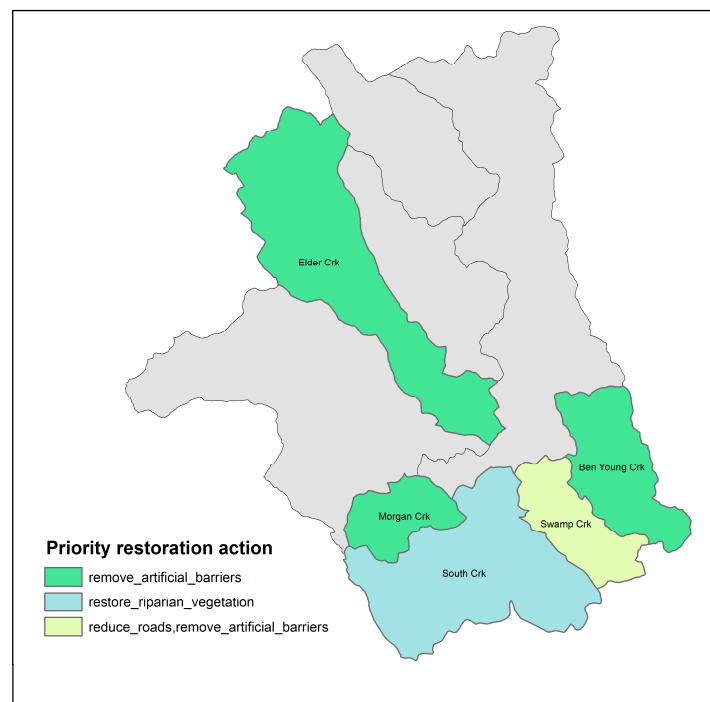 Elder Crk
Ben Young Crk
Morgan Crk
Swamp Crk
South Crk
Priority restoration action
remove_artificial_barriers
restore_riparian_vegetation
reduce_roads,remove_artificial_barriers